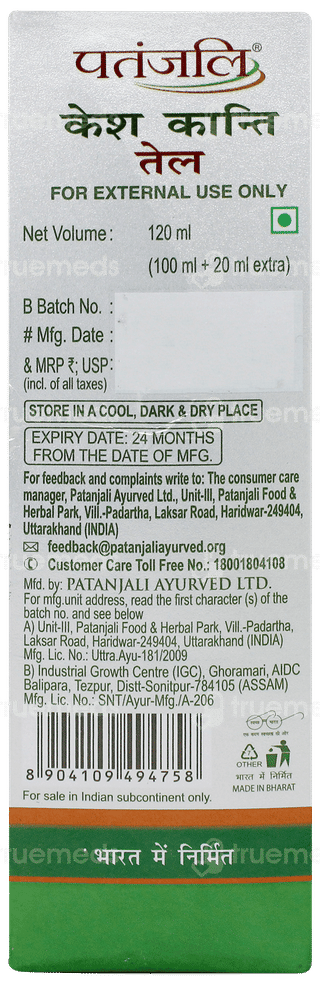 पतंजलि®
केश कान्ति
तेल
FOR EXTERNAL USE ONLY
Net Volume: 120 ml
(100 ml + 20 ml extra)
B Batch No. :
# Mfg. Date :
& MRP ₹; USP:
(incl. of all taxes)
STORE IN A COOL, DARK & DRY PLACE
EXPIRY DATE: 24 MONTHS
FROM THE DATE OF MFG.
For feedback and complaints write to: The consumer care
manager, Patanjali Ayurved Ltd., Unit-III, Patanjali Food &
Herbal Park, Vill.-Padartha, Laksar Road, Haridwar-249404,
Uttarakhand (INDIA)
feedback@patanjaliayurved.org
Customer Care Toll Free No.: 18001804108
Mfd. by: PATANJALI AYURVED LTD.
For mfg.unit address, read the first character (s) of the
batch no. and see below
A) Unit-III, Patanjali Food & Herbal Park, Vill.-Padartha,
Laksar Road, Haridwar-249404, Uttarakhand (INDIA)
Mfg. Lic. No.: Uttra.Ayu-181/2009
B) Industrial Growth Centre (IGC), Ghoramari, AIDC
Balipara, Tezpur, Distt-Sonitpur-784105 (ASSAM)
Mfg. Lic. No.: SNT/Ayur-Mfg./A-206
8 904109 494758
एक कदम स्वच्छता की ओर
7
OTHER
भारत में निर्मित
MADE IN BHARAT
For sale in Indian subcontinent only.
भारत में निर्मित
truemeds